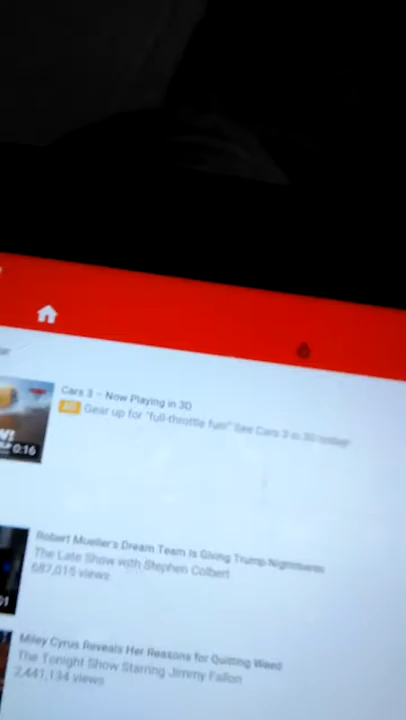 Cars 3 - Now Playing in 3D
Ad Gear up for "full-throttle fun!" See Cars 3 in 3D today!
0:16
Robert Mueller's Dream Team Is Giving Trump Nightmares
The Late Show with Stephen Colbert
687,015 views
Miley Cyrus Reveals Her Reasons for Quitting Weed
The Tonight Show Starring Jimmy Fallon
2,441,134 views